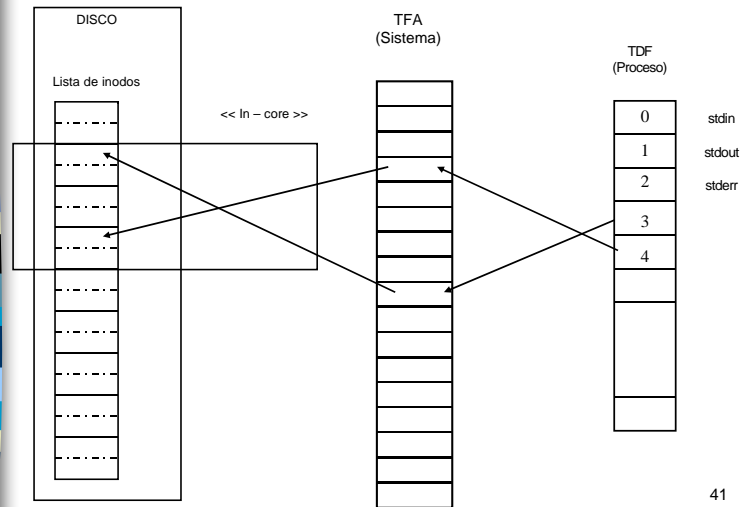 DISCO
Lista de inodos
<< In – core >>
TFA
(Sistema)
TDF
(Proceso)
0
stdin
1
stdout
2
stderr
3
4
41